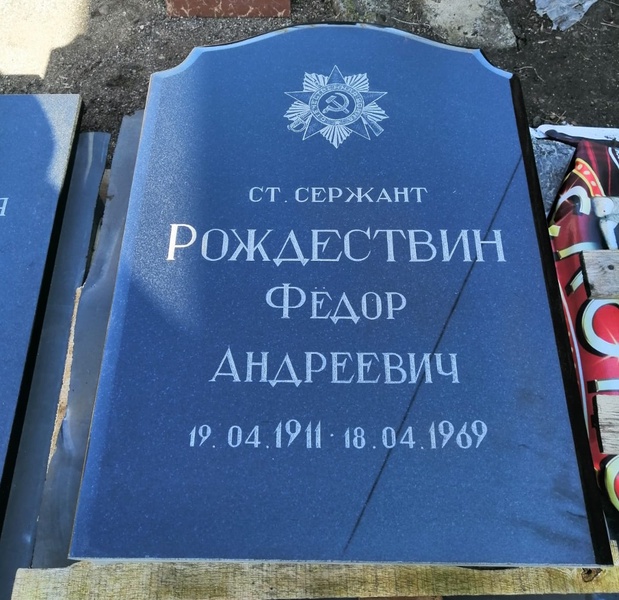 СТ. СЕРЖАНТ
РОЖДЕСТВИН
ФЁДОР
АНДРЕЕВИЧ
19.04.1911 - 18.04.1969